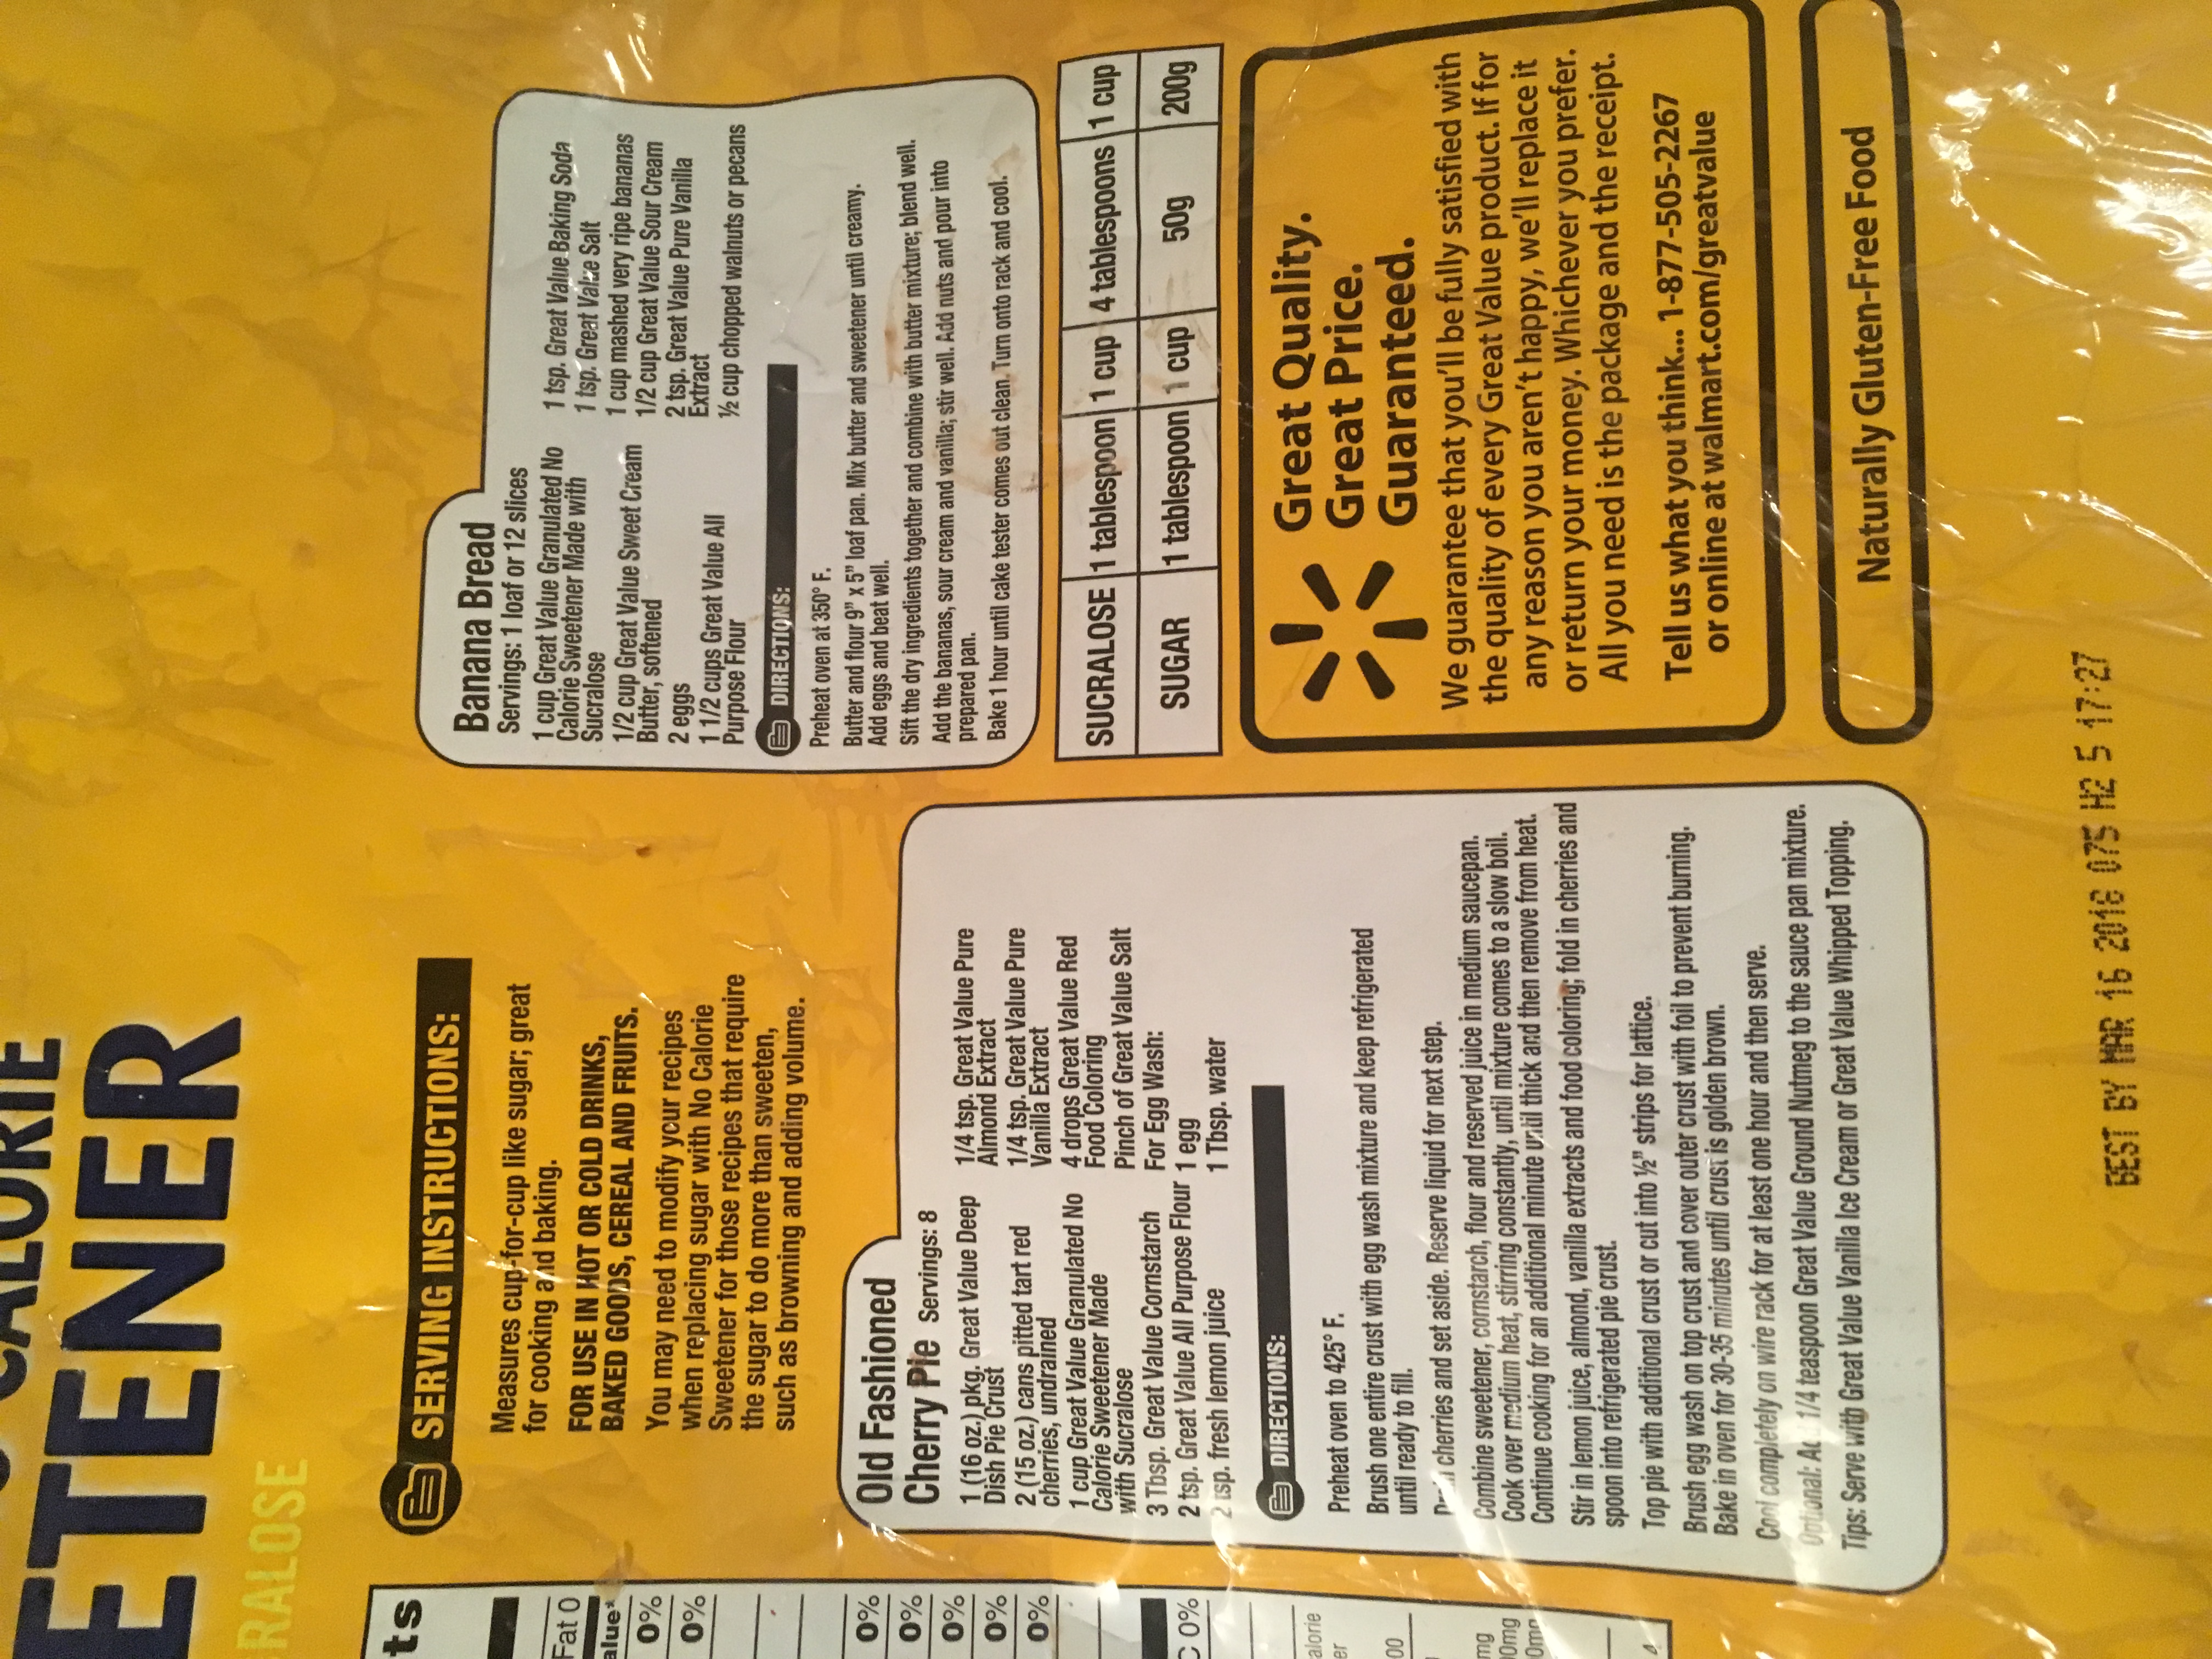 CALORIE
ETENER
RALOSE
SERVING INSTRUCTIONS:
Measures cup-for-cup like sugar; great
for cooking and baking.
FOR USE IN HOT OR COLD DRINKS,
BAKED GOODS, CEREAL AND FRUITS.
You may need to modify your recipes
when replacing sugar with No Calorie
Sweetener for those recipes that require
the sugar to do more than sweeten,
such as browning and adding volume.
Old Fashioned
Cherry Pie Servings: 8
1 (16 oz.) pkg. Great Value Deep
Dish Pie Crust
2 (15 oz.) cans pitted tart red
cherries, undrained
1 cup Great Value Granulated No
Calorie Sweetener Made
with Sucralose
3 Tbsp. Great Value Cornstarch
2 tsp. Great Value All Purpose Flour
2 tsp. fresh lemon juice
1/4 tsp. Great Value Pure
Almond Extract
1/4 tsp. Great Value Pure
Vanilla Extract
4 drops Great Value Red
Food Coloring
Pinch of Great Value Salt
For Egg Wash:
1 egg
1 Tbsp. water
DIRECTIONS:
Preheat oven to 425° F.
Brush one entire crust with egg wash mixture and keep refrigerated
until ready to fill.
cherries and set aside. Reserve liquid for next step.
Combine sweetener, cornstarch, flour and reserved juice in medium saucepan.
Cook over medium heat, stirring constantly, until mixture comes to a slow boil.
Continue cooking for an additional minute until thick and then remove from heat.
Stir in lemon juice, almond, vanilla extracts and food coloring; fold in cherries and
spoon into refrigerated pie crust.
Top pie with additional crust or cut into ½" strips for lattice.
Brush egg wash on top crust and cover outer crust with foil to prevent burning.
Bake in oven for 30-35 minutes until crust is golden brown.
Cool completely on wire rack for at least one hour and then serve.
Optional: Add 1/4 teaspoon Great Value Ground Nutmeg to the sauce pan mixture.
Tips: Serve with Great Value Vanilla Ice Cream or Great Value Whipped Topping.
Banana Bread
Servings: 1 loaf or 12 slices
1 cup Great Value Granulated No
Calorie Sweetener Made with
Sucralose
1/2 cup Great Value Sweet Cream
Butter, softened
2 eggs
1 1/2 cups Great Value All
Purpose Flour
1 tsp. Great Value Baking Soda
1 tsp. Great Value Salt
1 cup mashed very ripe bananas
1/2 cup Great Value Sour Cream
2 tsp. Great Value Pure Vanilla
Extract
½ cup chopped walnuts or pecans
DIRECTIONS:
Preheat oven at 350° F.
Butter and flour 9" x 5" loaf pan. Mix butter and sweetener until creamy.
Add eggs and beat well.
Sift the dry ingredients together and combine with butter mixture; blend well.
Add the bananas, sour cream and vanilla; stir well. Add nuts and pour into
prepared pan.
Bake 1 hour until cake tester comes out clean. Turn onto rack and cool.
SUCRALOSE 1 tablespoon 1 cup 4 tablespoons 1 cup
SUGAR 1 tablespoon 1 cup 50g 200g
Great Quality.
Great Price.
Guaranteed.
We guarantee that you'll be fully satisfied with
the quality of every Great Value product. If for
any reason you aren't happy, we'll replace it
or return your money. Whichever you prefer.
All you need is the package and the receipt.
Tell us what you think... 1-877-505-2267
or online at walmart.com/greatvalue
Naturally Gluten-Free Food
BEST BY MAR 16 2018 075 H2 5 17:27
ts
Fat 0
alue*
0%
0%
0%
0%
0%
0%
0%
C 0%
alorie
er
00
mg
0mg
0mg
4